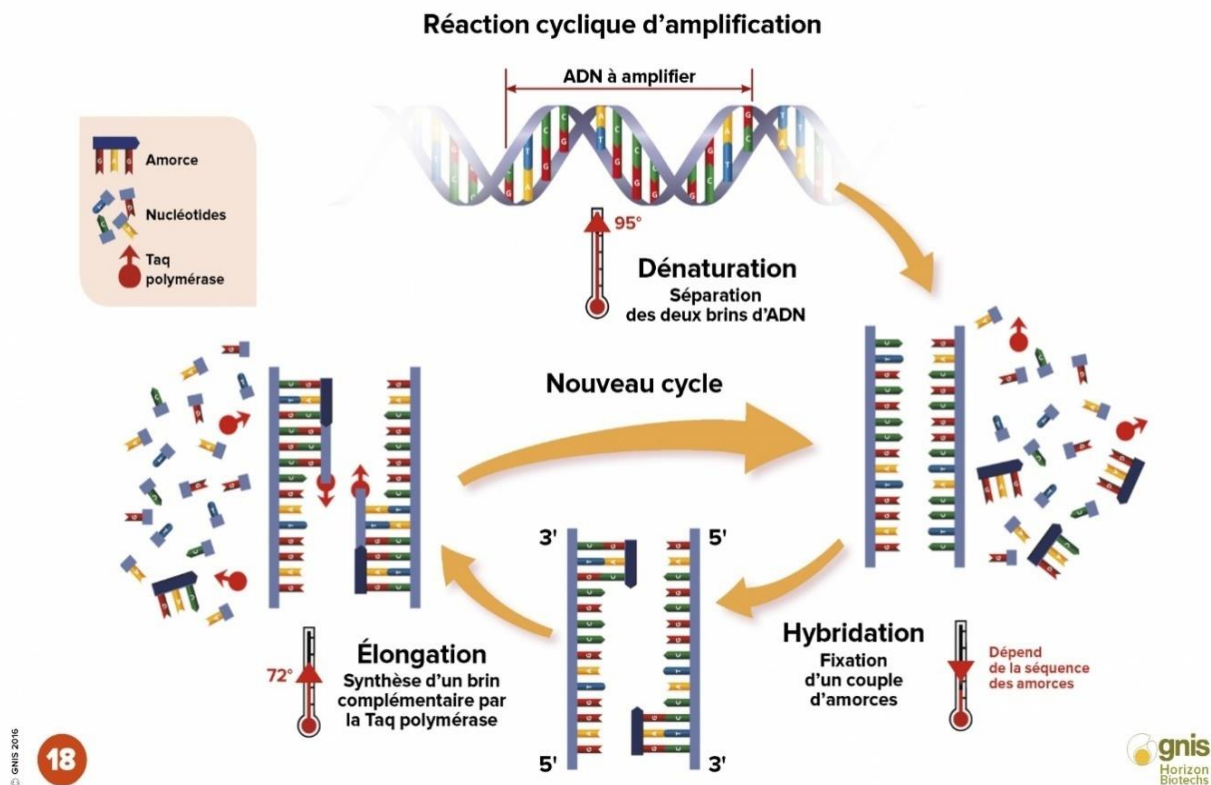 Réaction cyclique d'amplification
ADN à amplifier
Amorce
Nucléotides
Taq
polymérase
95°
Dénaturation
Séparation
des deux brins d'ADN
Nouveau cycle
3'
5'
5'
3'
Hybridation
Fixation
d'un couple
d'amorces
Dépend
de la séquence
des amorces
72°
Élongation
Synthèse d'un brin
complémentaire par
la Taq polymérase
© GNIS 2016
18
gnis
Horizon
Biotechs